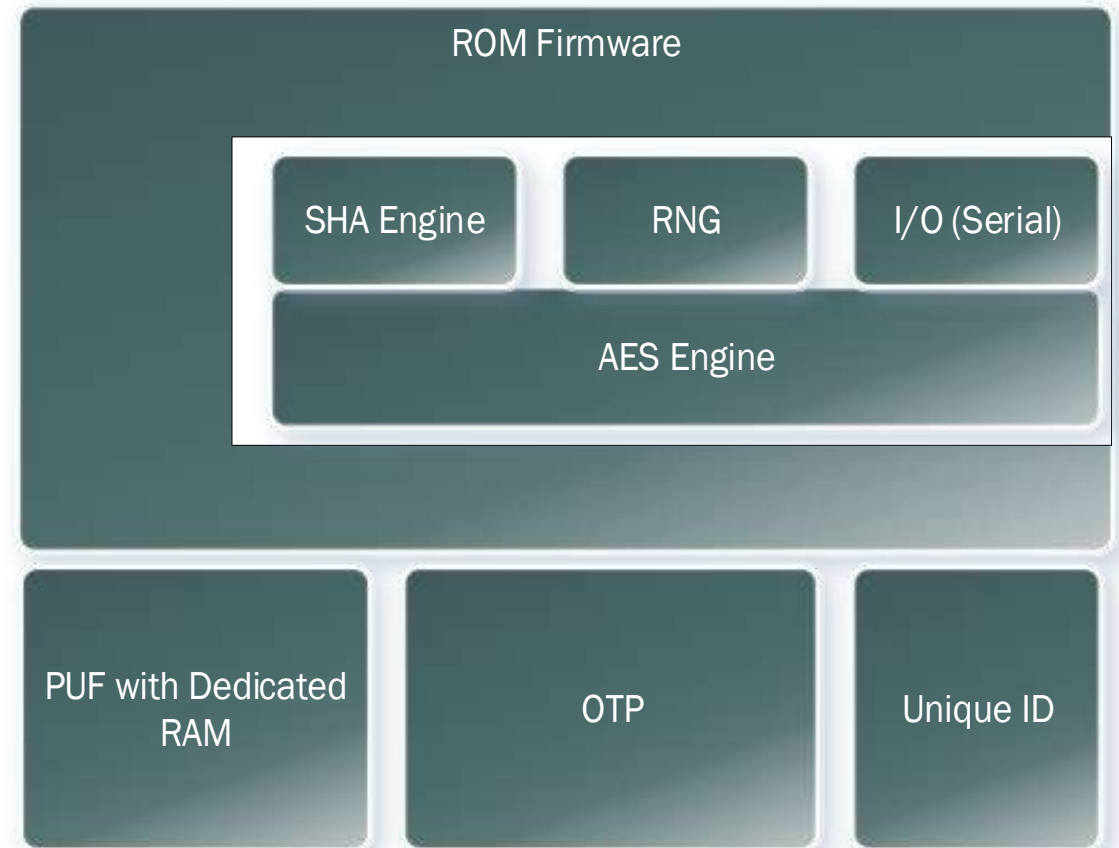 ROM Firmware
SHA Engine
RNG
I/O (Serial)
AES Engine
PUF with Dedicated
RAM
OTP
Unique ID